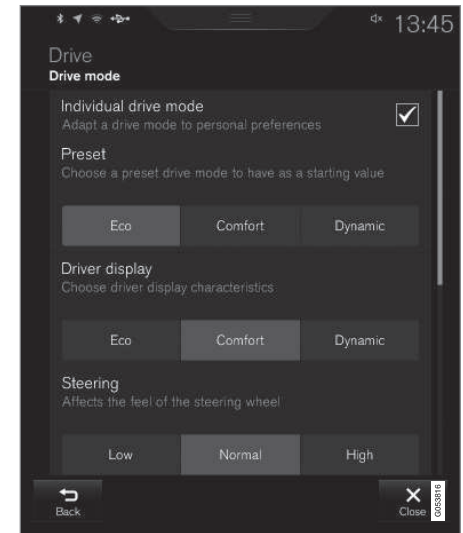 13:45
Drive
Drive mode
Individual drive mode
Adapt a drive mode to personal preferences
Preset
Choose a preset drive mode to have as a starting value
Eco Comfort Dynamic
Driver display
Choose driver display characteristics
Eco Comfort Dynamic
Steering
Affects the feel of the steering wheel
Low Normal High
Back Close
G053816